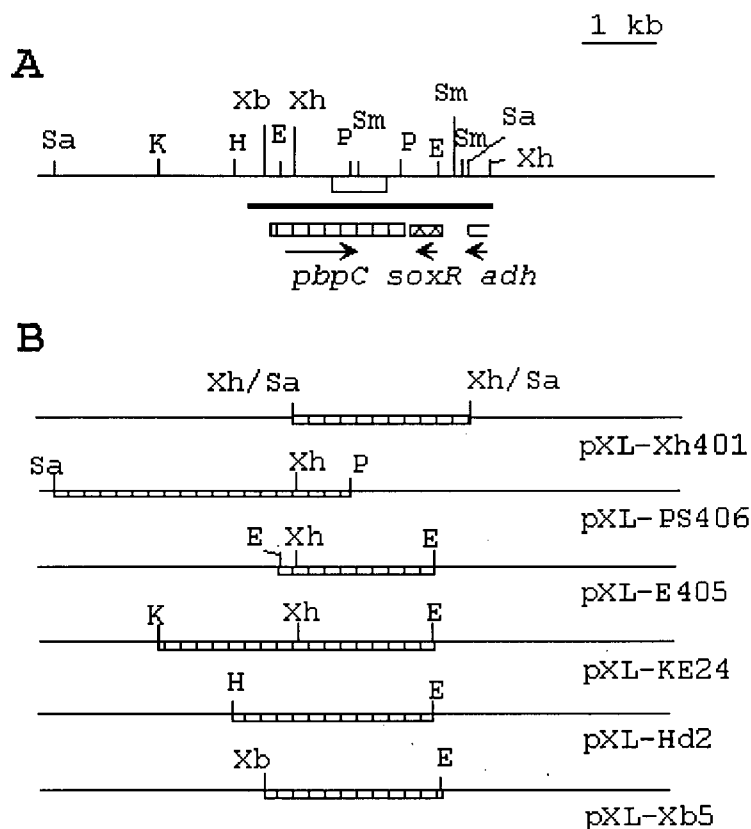 1 kb
A
Sa K H Xb E Xh P Sm P E Sm Sm Sa Xh
pbpC soxR adh
B
Xh/Sa Xh/Sa
pXL-Xh401
Sa Xh P
pXL-PS406
E Xh E
pXL-E405
K Xh E
pXL-KE24
H E
pXL-Hd2
Xb E
pXL-Xb5